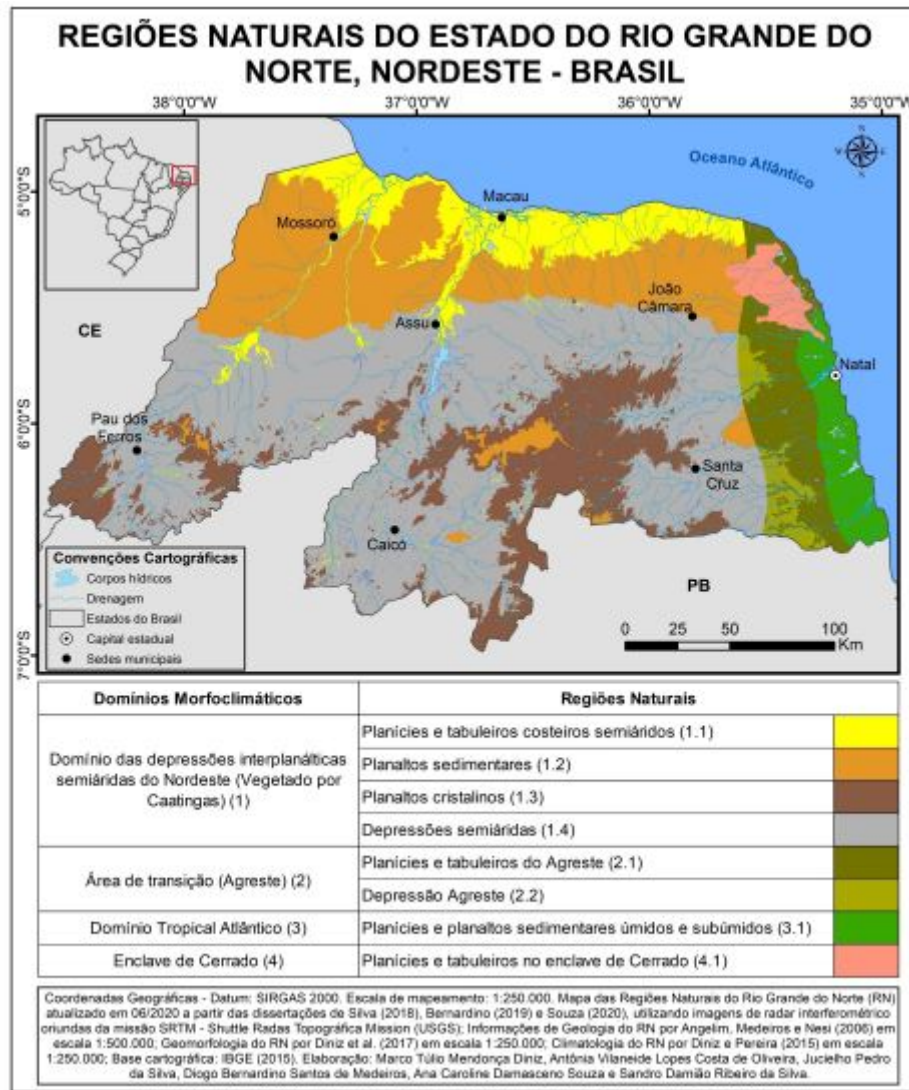 REGIÕES NATURAIS DO ESTADO DO RIO GRANDE DO
NORTE, NORDESTE - BRASIL
38°0'0"W
37°0'0"W
36°0'0"W
35°0'0"W
Oceano Atlântico
5°0'0"S
Macau
Mossoró
João
Câmara
CE
Assu
Natal
6°0'0"S
Pau dos
Ferros
Santa
Cruz
Caicó
PB
7°0'0"S
Convenções Cartográficas
Corpos hídricos
Drenagem
Estados do Brasil
Capital estadual
Sedes municipais
0 25 50 100
Km
Domínios Morfoclimáticos
Regiões Naturais
Domínio das depressões interplanálticas
semiáridas do Nordeste (Vegetado por
Caatingas) (1)
Planícies e tabuleiros costeiros semiáridos (1.1)
Planaltos sedimentares (1.2)
Planaltos cristalinos (1.3)
Depressões semiáridas (1.4)
Área de transição (Agreste) (2)
Planícies e tabuleiros do Agreste (2.1)
Depressão Agreste (2.2)
Domínio Tropical Atlântico (3)
Planícies e planaltos sedimentares úmidos e subúmidos (3.1)
Enclave de Cerrado (4)
Planícies e tabuleiros no enclave de Cerrado (4.1)
Coordenadas Geográficas - Datum: SIRGAS 2000. Escala de mapeamento: 1:250.000. Mapa das Regiões Naturais do Rio Grande do Norte (RN)
atualizado em 06/2020 a partir das dissertações de Silva (2018), Bernardino (2019) e Souza (2020), utilizando imagens de radar interferométrico
oriundas da missão SRTM - Shuttle Radas Topográfica Mission (USGS); Informações de Geologia do RN por Angelim, Medeiros e Nesi (2006) em
escala 1:500.000; Geomorfologia do RN por Diniz et al. (2017) em escala 1:250.000; Climatologia do RN por Diniz e Pereira (2015) em escala
1:250.000; Base cartográfica: IBGE (2015). Elaboração: Marco Túlio Mendonça Diniz, Antônia Vilaneide Lopes Costa de Oliveira, Jucielho Pedro
da Silva, Diogo Bernardino Santos de Medeiros, Ana Caroline Damasceno Souza e Sandro Damião Ribeiro da Silva.